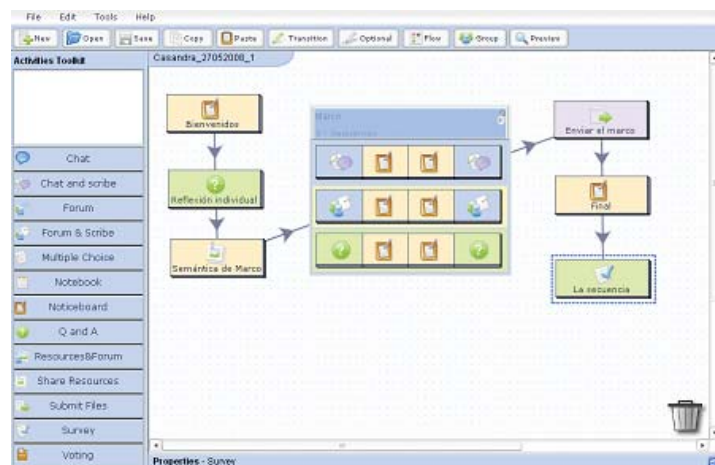 File Edit Tools Help
New Open Save Copy Paste Transition Optional Flow Group Preview
Activities Toolkit
Casandra_27052008_1
Bienvenidos
Reflexión individual
Semántica de Marco
Marco
Enviar el marco
Final
La secuencia
Chat
Chat and scribe
Forum
Forum & Scribe
Multiple Choice
Notebook
Noticeboard
Q and A
Resources&Forum
Share Resources
Submit Files
Survey
Voting
Properties - Survey